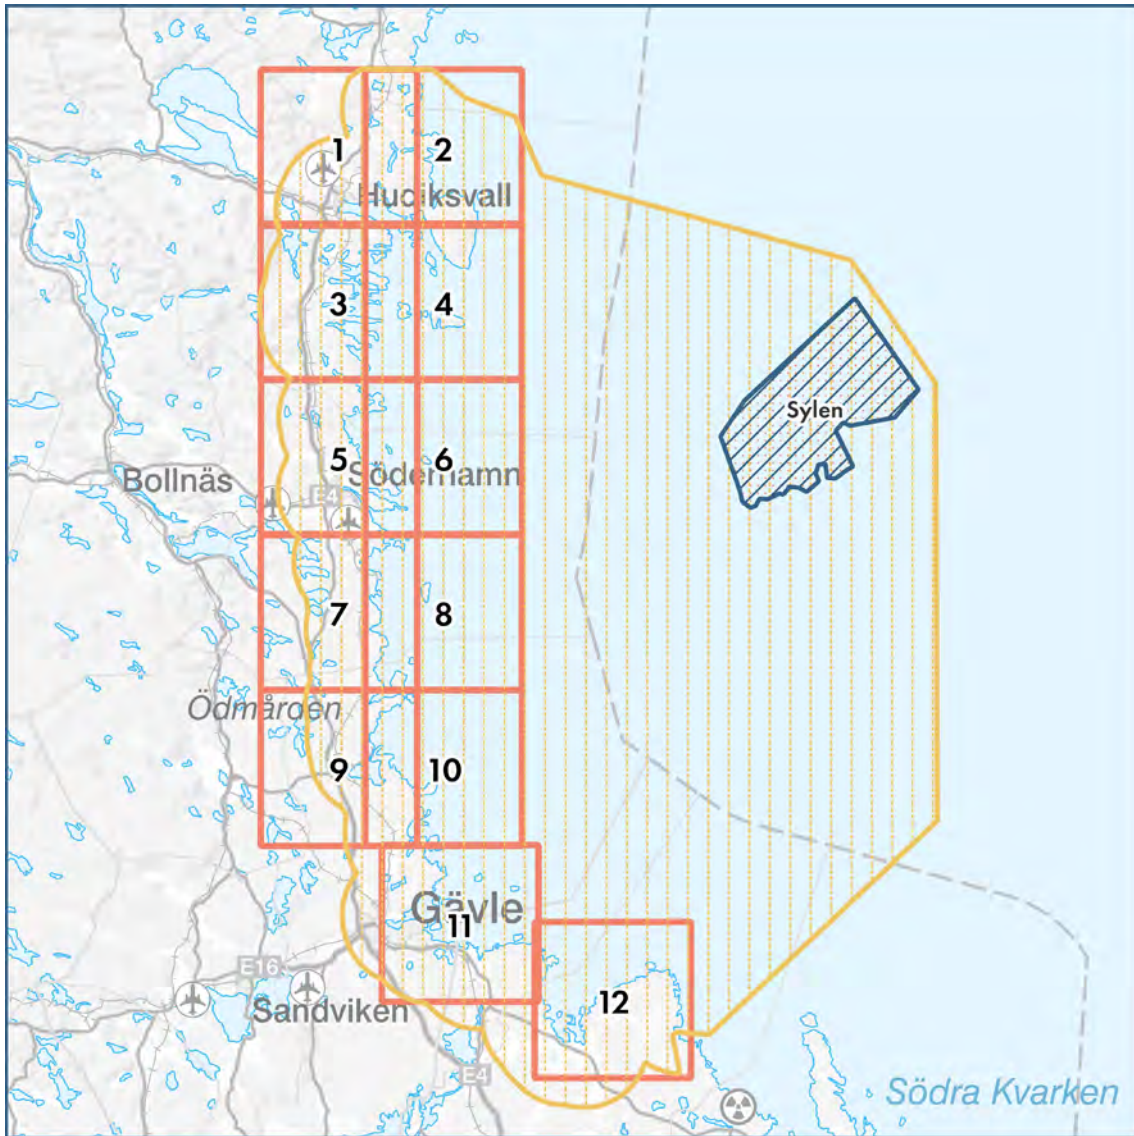 1
2
Hudiksvall
3
4
Sylen
5
6
Bollnäs
Söderhamn
E4
7
8
Ödmården
9
10
Gävle
11
E16
12
Sandviken
E4
Södra Kvarken